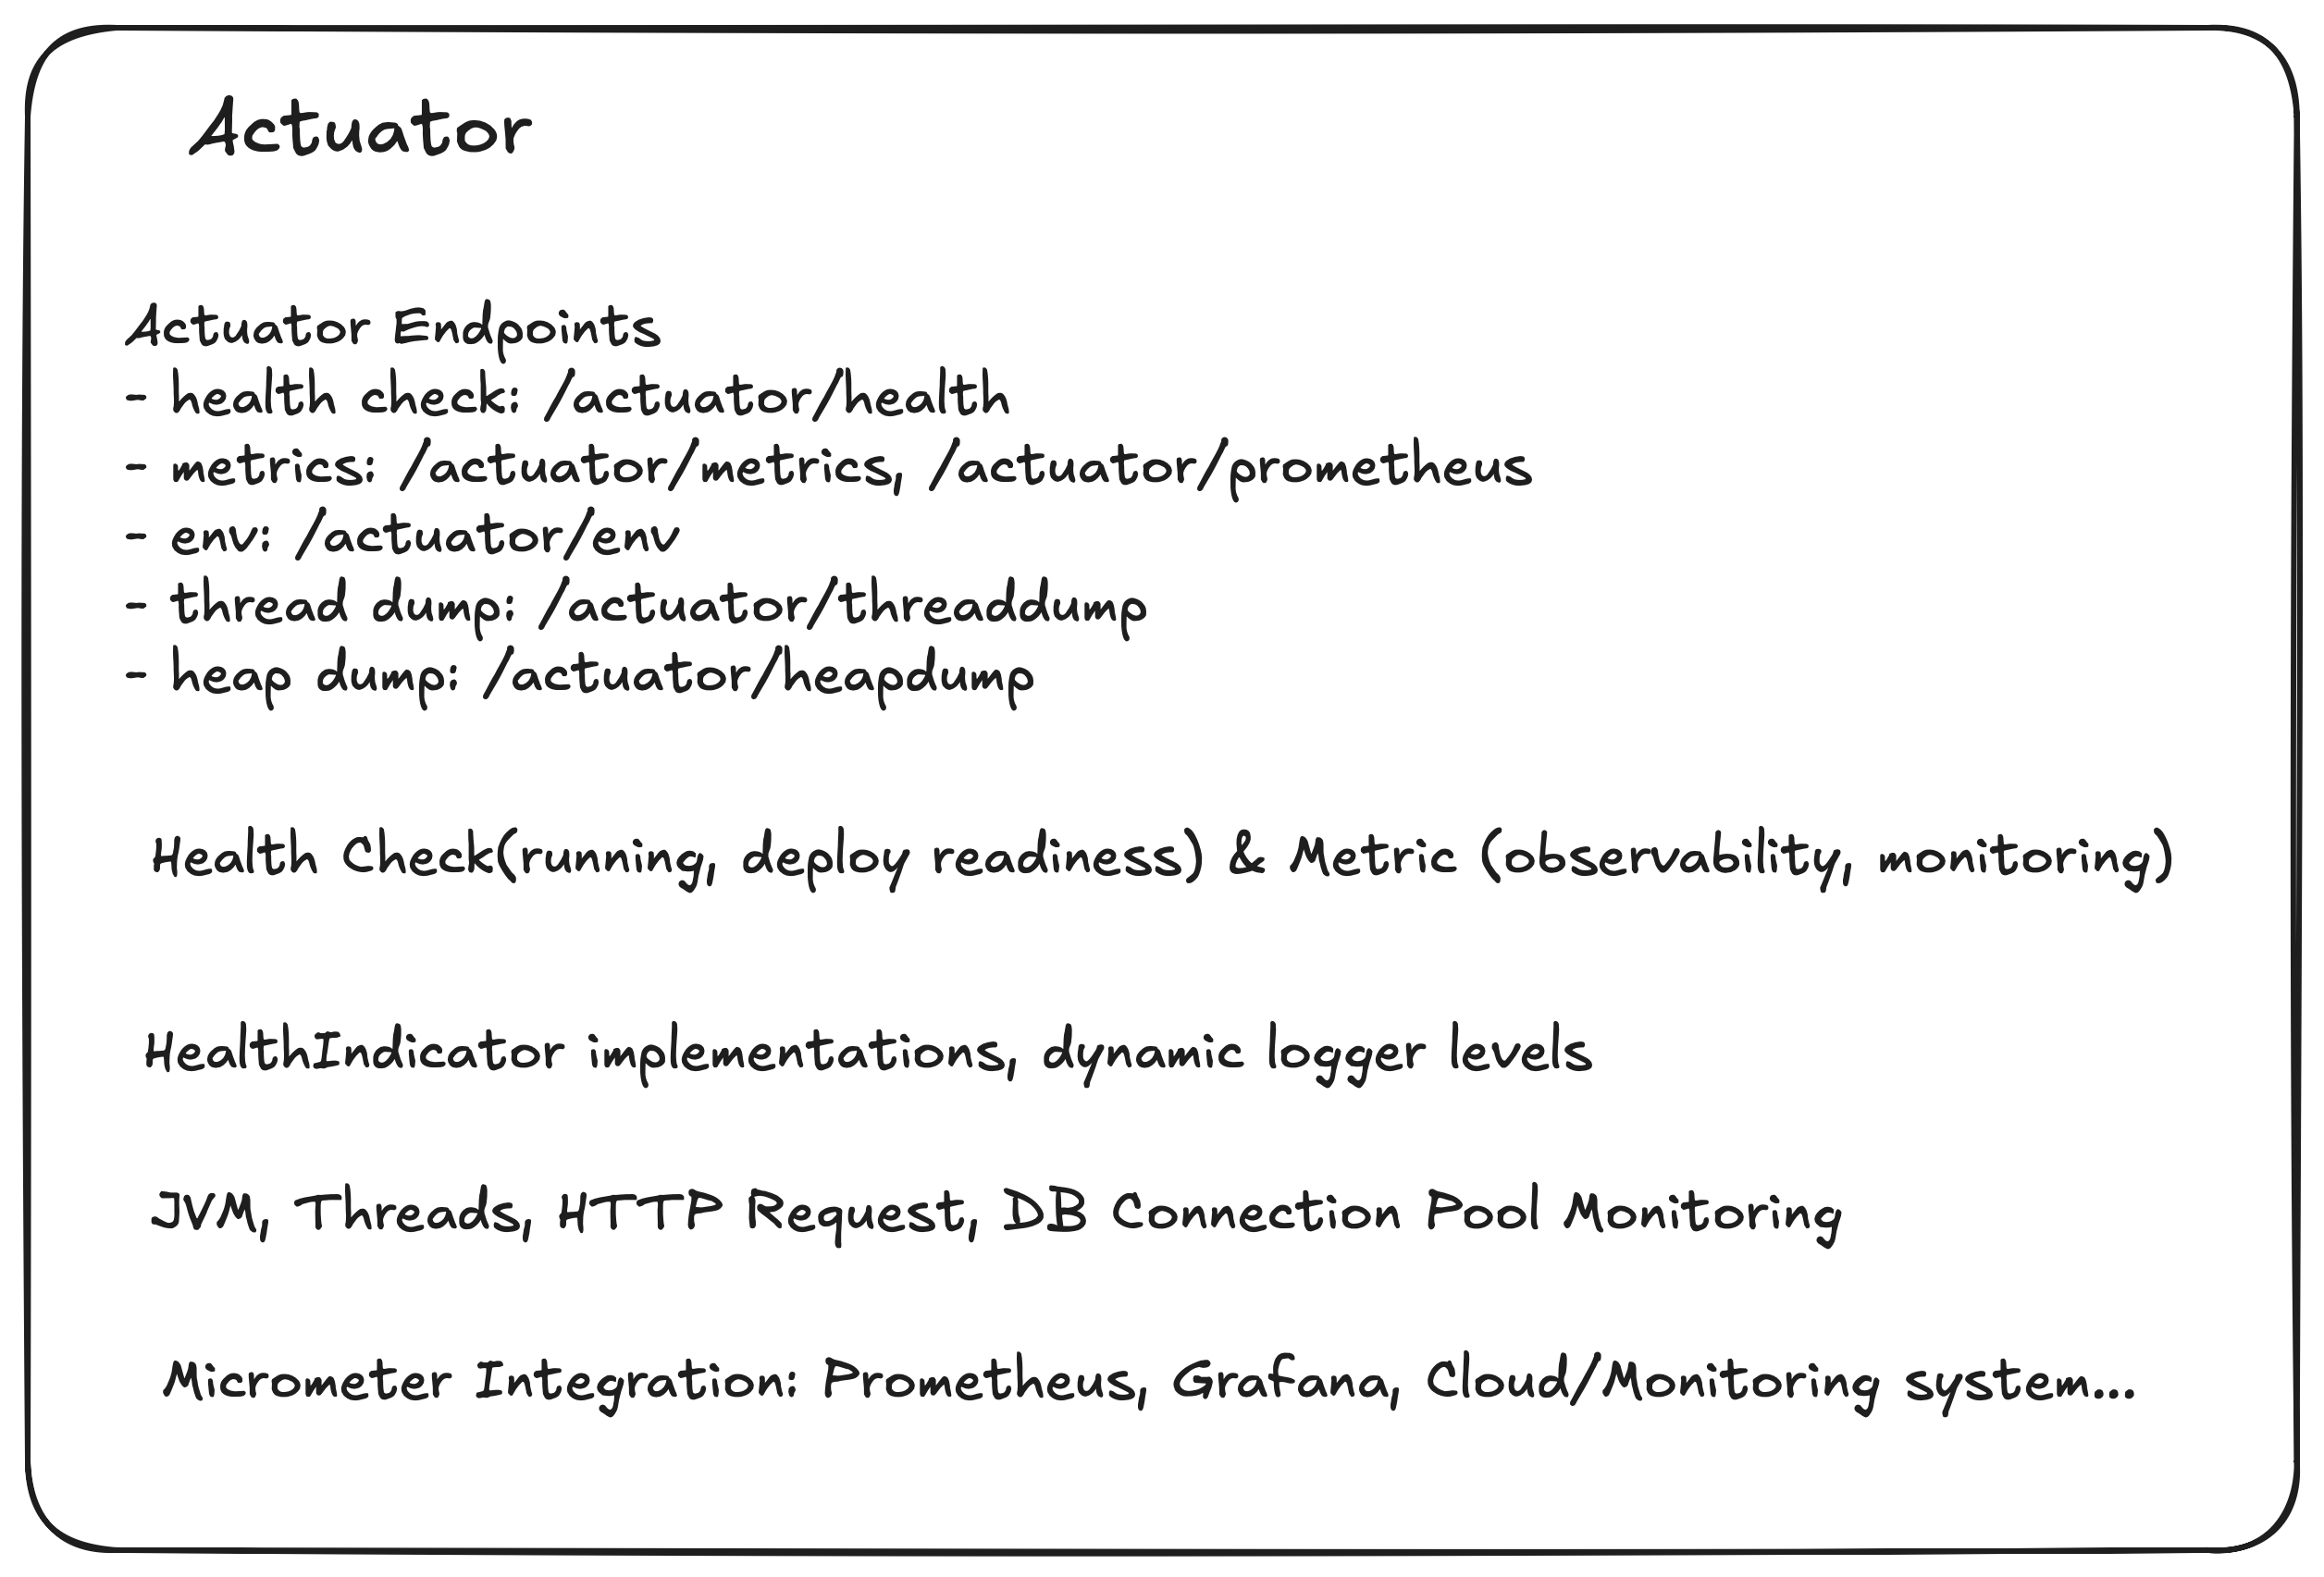 Actuator
Actuator Endpoints
- health check: /actuator/health
- metrics: /actuator/metrics, /actuator/prometheus
- env: /actuator/env
- thread dump: /actuator/threaddump
- heap dump: /actuator/heapdump
Health Check(running, deploy readiness) & Metric (observability, monitoring)
HealthIndicator implementations, dynamic logger levels
JVM, Threads, HTTP Request, DB Connection Pool Monitoring
Micrometer Integration: Prometheus, Grafana, Cloud/Monitoring system...